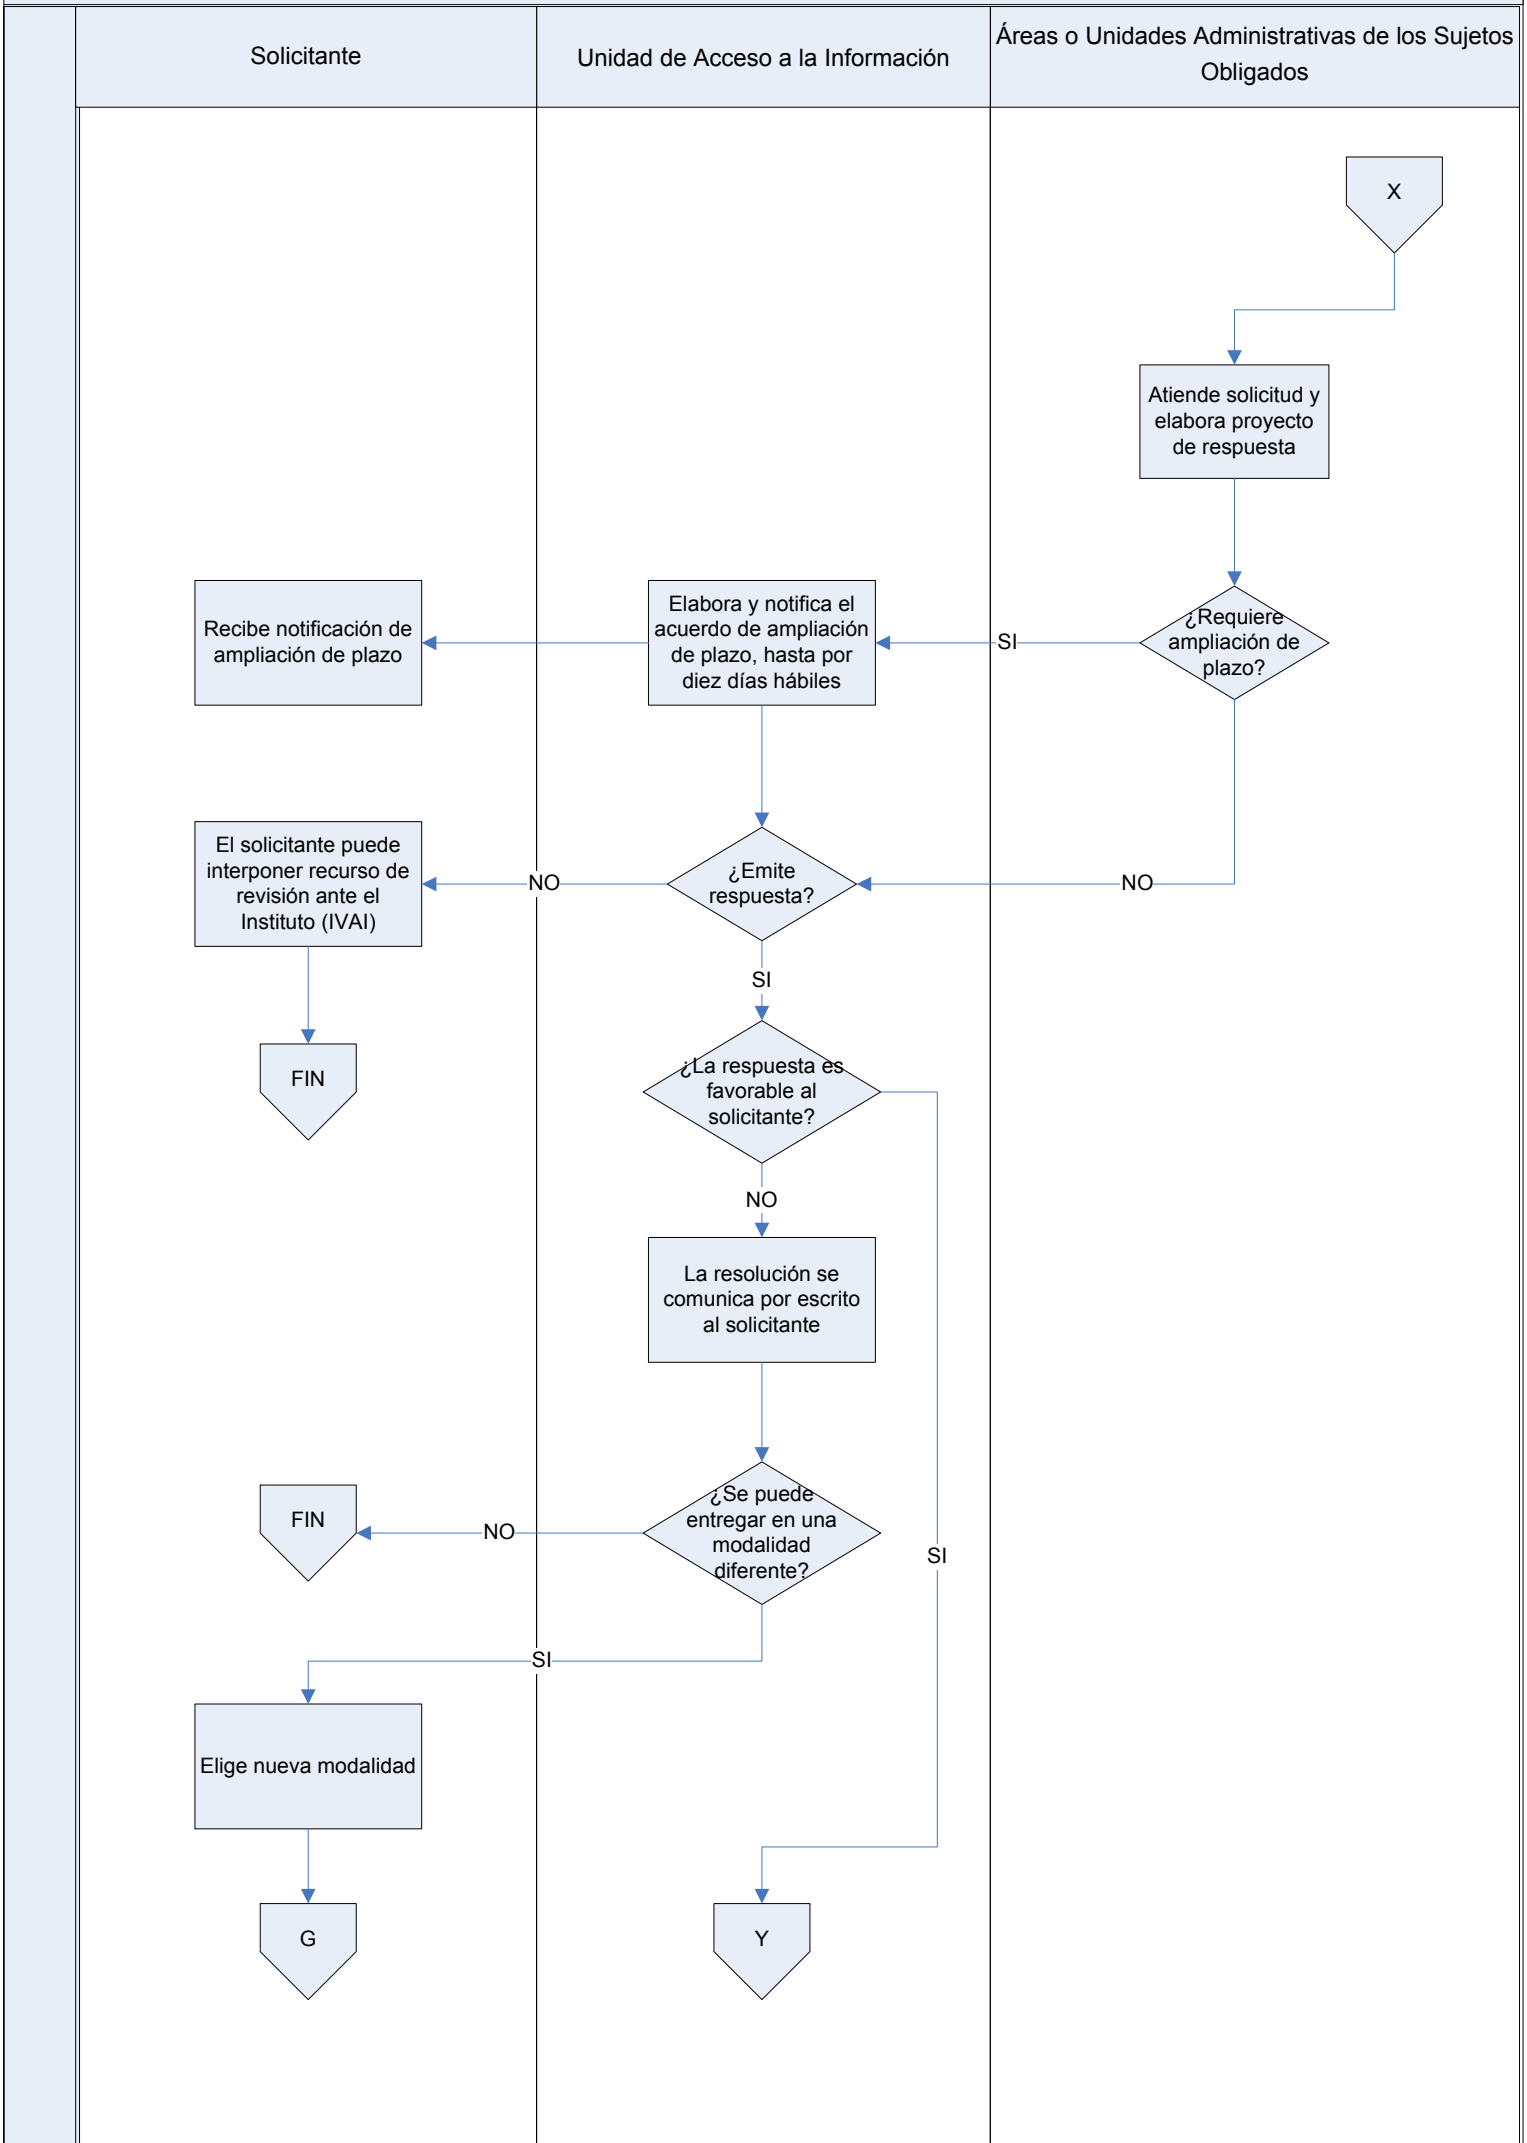 Solicitante
Unidad de Acceso a la Información
Áreas o Unidades Administrativas de los Sujetos
Obligados
X
Atiende solicitud y
elabora proyecto
de respuesta
¿Requiere
ampliación de
plazo?
SI
Elabora y notifica el
acuerdo de ampliación
de plazo, hasta por
diez días hábiles
Recibe notificación de
ampliación de plazo
NO
¿Emite
respuesta?
NO
El solicitante puede
interponer recurso de
revisión ante el
Instituto (IVAI)
FIN
SI
¿La respuesta es
favorable al
solicitante?
NO
La resolución se
comunica por escrito
al solicitante
¿Se puede
entregar en una
modalidad
diferente?
NO
FIN
SI
SI
Elige nueva modalidad
G
Y